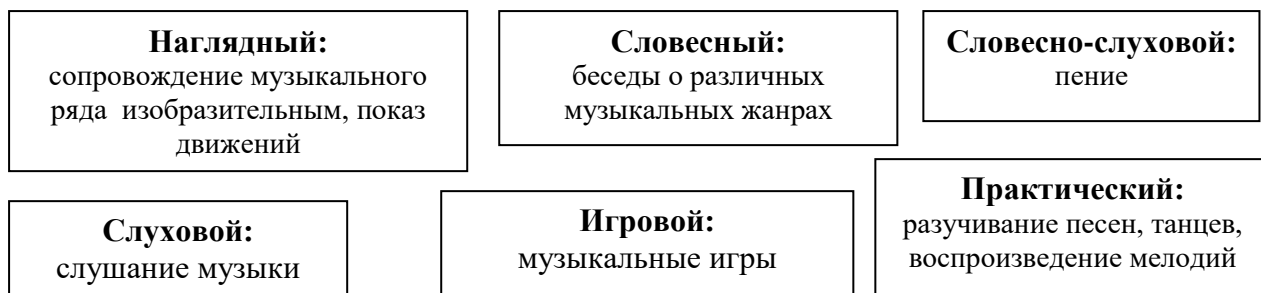 Наглядный:
сопровождение музыкального
ряда  изобразительным, показ
движений
Словесный:
беседы о различных
музыкальных жанрах
Словесно-слуховой:
пение
Слуховой:
слушание музыки
Игровой:
музыкальные игры
Практический:
разучивание песен, танцев,
воспроизведение мелодий